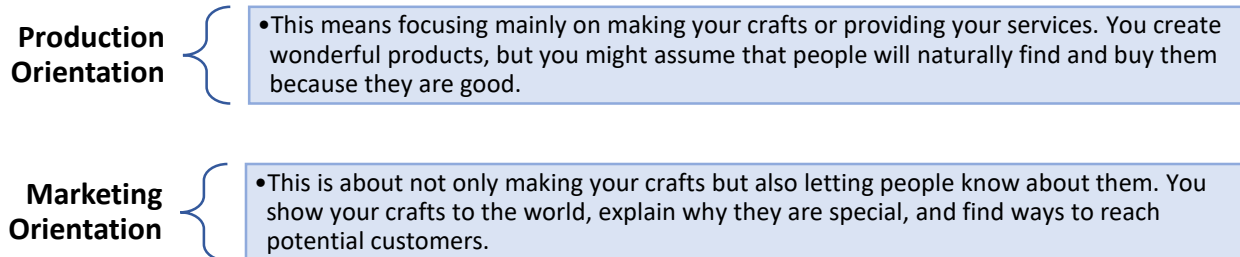 Production
Orientation
•This means focusing mainly on making your crafts or providing your services. You create
wonderful products, but you might assume that people will naturally find and buy them
because they are good.
Marketing
Orientation
•This is about not only making your crafts but also letting people know about them. You
show your crafts to the world, explain why they are special, and find ways to reach
potential customers.